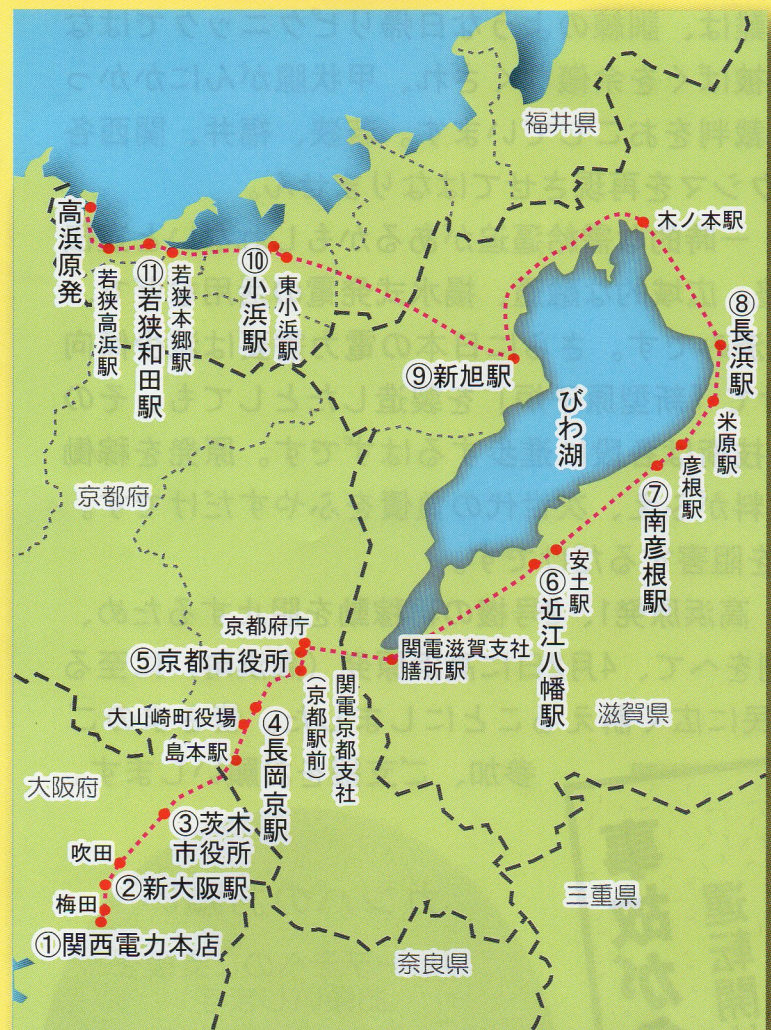 福井県
木ノ本駅
高浜原発
若狭高浜駅
⑪若狭和田駅
若狭本郷駅
⑩小浜駅
東小浜駅
⑨新旭駅
⑧長浜駅
米原駅
びわ湖
彦根駅
⑦南彦根駅
京都府
安土駅
⑥近江八幡駅
京都府庁
⑤京都市役所
関電滋賀支社
膳所駅
関電京都支社
(京都駅前)
滋賀県
大山崎町役場
④長岡京駅
島本駅
大阪府
③茨木
市役所
吹田
②新大阪駅
梅田
①関西電力本店
三重県
奈良県